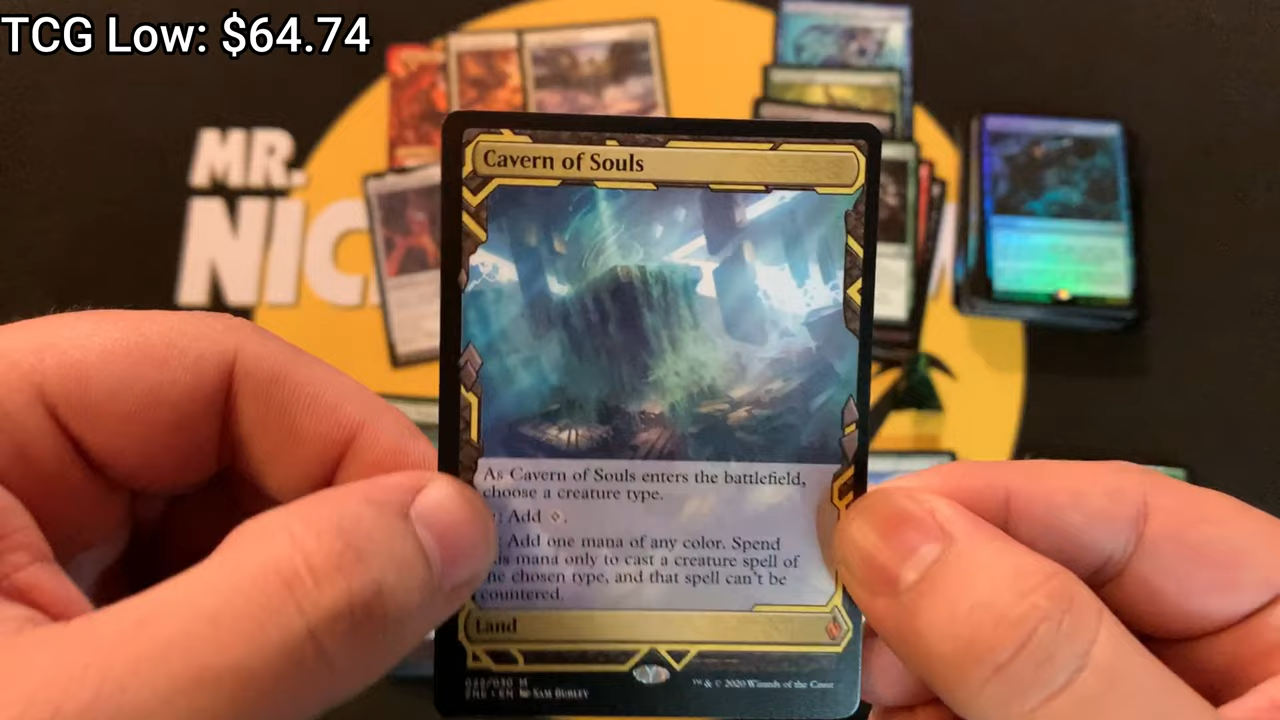 TCG Low: $64.74
MR.
NIC
Cavern of Souls
As Cavern of Souls enters the battlefield,
choose a creature type.
: Add
: Add one mana of any color. Spend
mana only to cast a creature spell of
chosen type, and that spell can't be
countered.
Land
M
EN SAM BURLEY
™ & © 2020 Wizards of the Coast